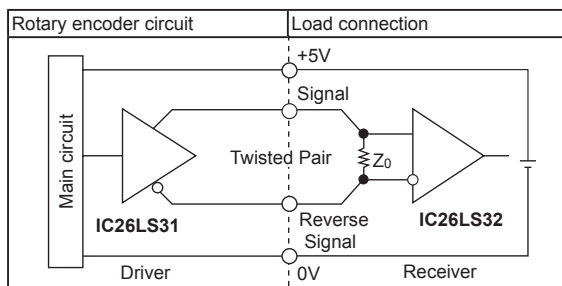 Rotary encoder circuit
Load connection
+5V
Signal
Main circuit
Twisted Pair
Z0
IC26LS31
IC26LS32
Reverse
Signal
Driver
0V
Receiver